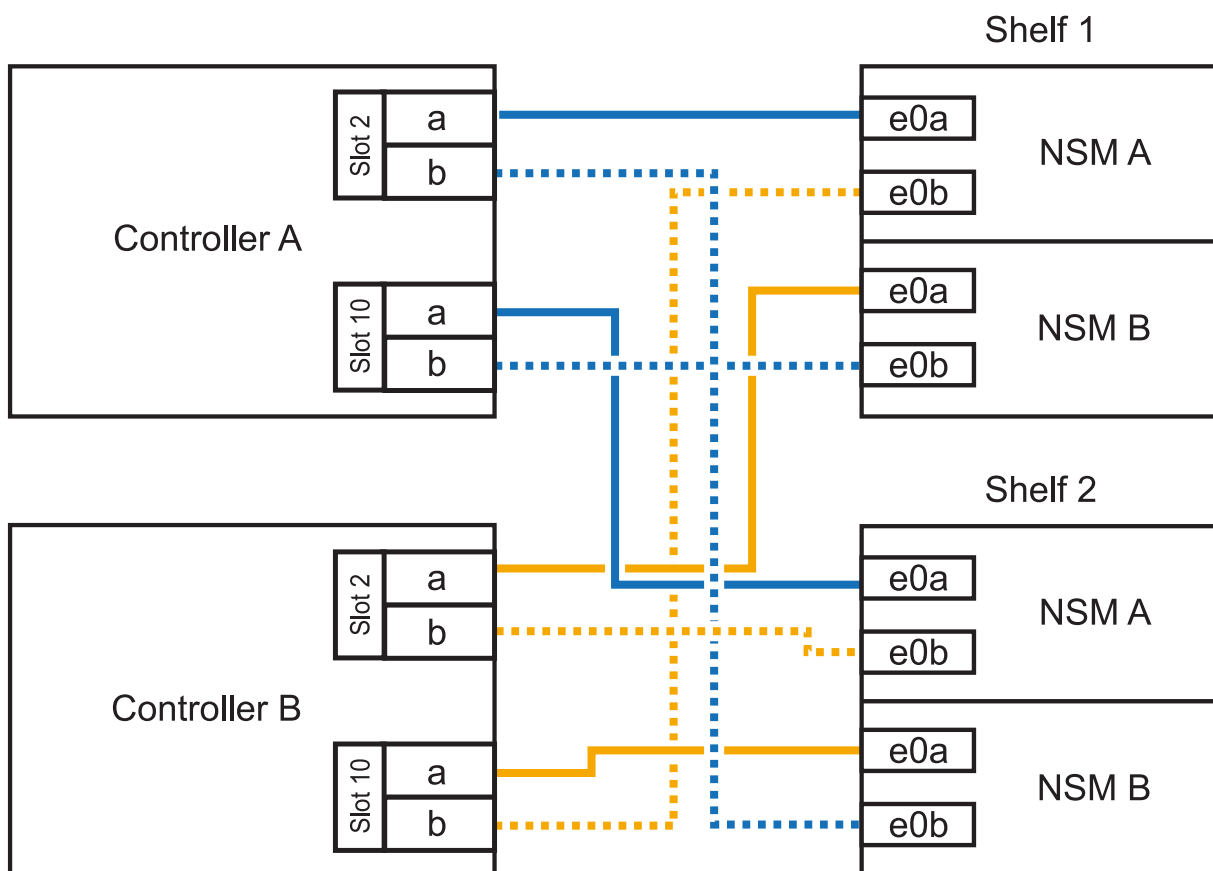 Shelf 1
Controller A
Slot 2
a
b
Slot 10
a
b
e0a
e0b
NSM A
e0a
e0b
NSM B
Shelf 2
Controller B
Slot 2
a
b
Slot 10
a
b
e0a
e0b
NSM A
e0a
e0b
NSM B